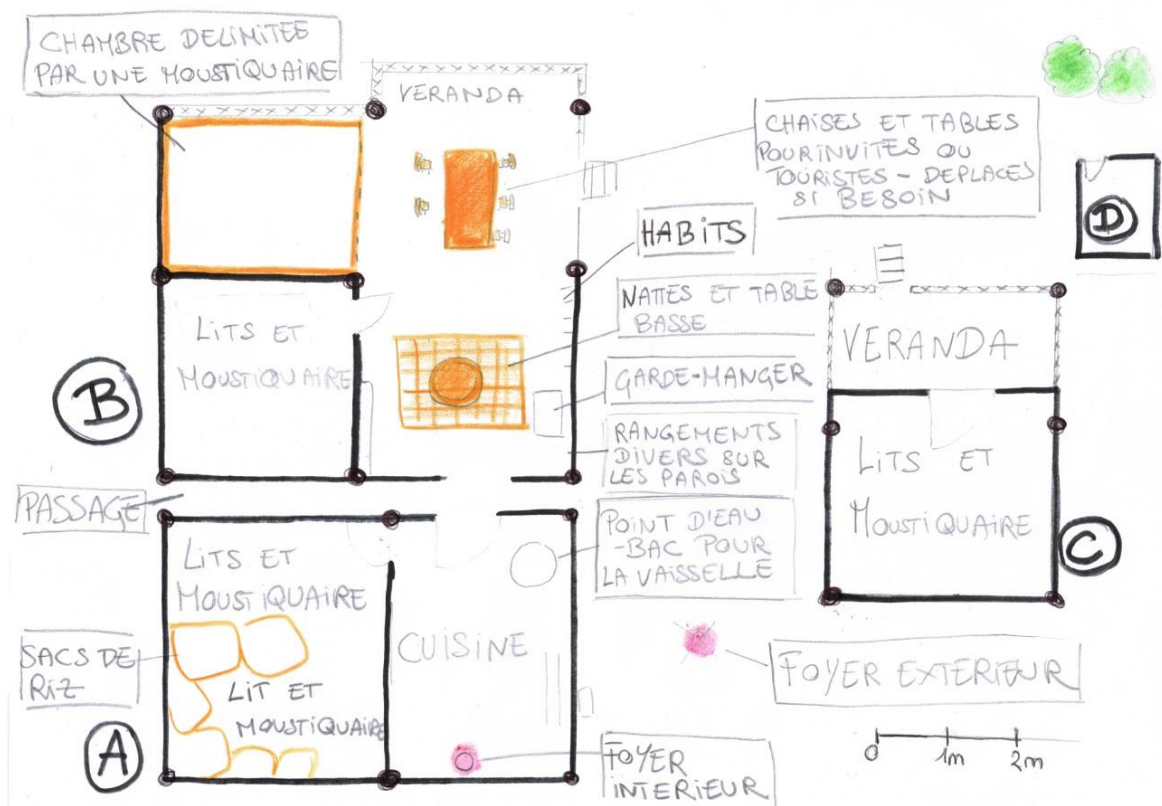 CHAMBRE DELIMITEE
PAR UNE MOUSTIQUAIRE
VERANDA
CHAISES ET TABLES
POUR INVITES OU
TOURISTES - DEPLACES
SI BESOIN
D
HABITS
NATTES ET TABLE
BASSE
VERANDA
LITS ET
MOUSTIQUAIRE
B
GARDE-MANGER
RANGEMENTS
DIVERS SUR
LES PAROIS
LITS ET
MOUSTIQUAIRE
C
PASSAGE
POINT D'EAU
-BAC POUR
LA VAISSELLE
LITS ET
MOUSTIQUAIRE
CUISINE
SACS DE
RIZ
LIT ET
MOUSTIQUAIRE
A
FOYER EXTERIEUR
FOYER
INTERIEUR
0 1m 2m